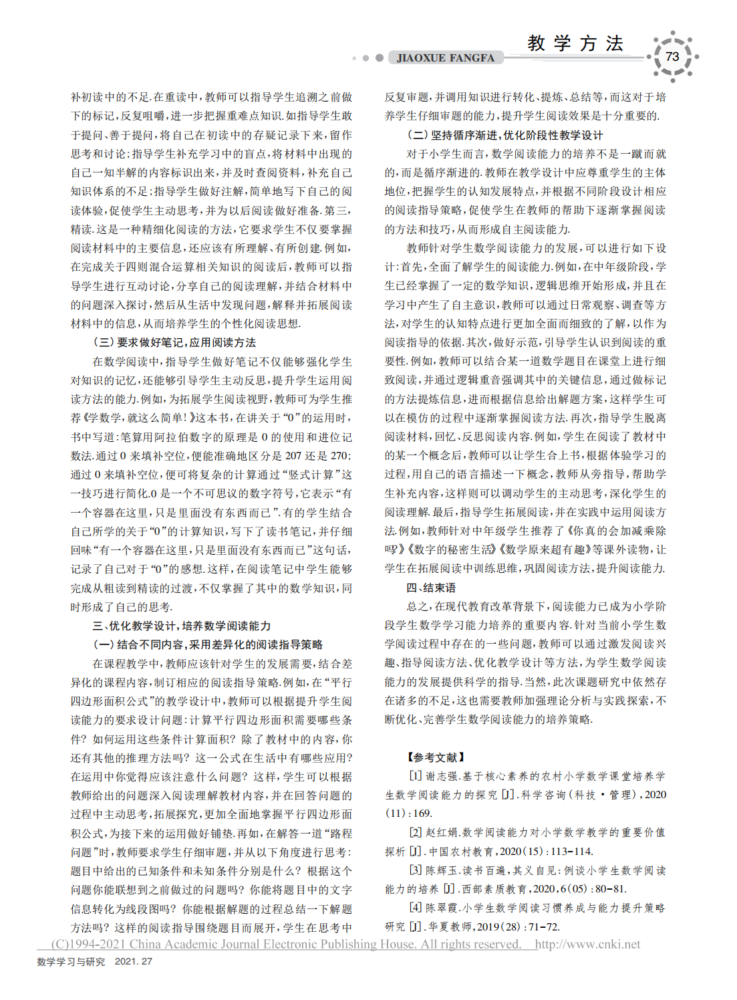 教学方法
JIAOXUE FANGFA
73
补初读中的不足.在重读中,教师可以指导学生追溯之前做
下的标记,反复咀嚼,进一步把握重难点知识.如指导学生敢
于提问、善于提问,将自己在初读中的存疑记录下来,留作
思考和讨论;指导学生补充学习中的盲点,将材料中出现的
自己一知半解的内容标识出来,并及时查阅资料,补充自己
知识体系的不足;指导学生做好注解,简单地写下自己的阅
读体验,促使学生主动思考,并为以后阅读做好准备.第三,
精读.这是一种精细化阅读的方法,它要求学生不仅要掌握
阅读材料中的主要信息,还应该有所理解、有所创建.例如,
在完成关于四则混合运算相关知识的阅读后,教师可以指
导学生进行互动讨论,分享自己的阅读理解,并结合材料中
的问题深入探讨,然后从生活中发现问题,解释并拓展阅读
材料中的信息,从而培养学生的个性化阅读思想.
(三)要求做好笔记,应用阅读方法
在数学阅读中,指导学生做好笔记不仅能够强化学生
对知识的记忆,还能够引导学生主动反思,提升学生运用阅
读方法的能力.例如,为拓展学生阅读视野,教师可为学生推
荐《学数学,就这么简单!》这本书,在讲关于“0”的运用时,
书中写道:笔算用阿拉伯数字的原理是 0 的使用和进位记
数法.通过 0 来填补空位,便能准确地区分是 207 还是 270;
通过 0 来填补空位,便可将复杂的计算通过“竖式计算”这
一技巧进行简化.0 是一个不可思议的数字符号,它表示“有
一个容器在这里,只是里面没有东西而已”.有的学生结合
自己所学的关于“0”的计算知识,写下了读书笔记,并仔细
回味“有一个容器在这里,只是里面没有东西而已”这句话,
记录了自己对于“0”的感想.这样,在阅读笔记中学生能够
完成从粗读到精读的过渡,不仅掌握了其中的数学知识,同
时形成了自己的思考.
三、优化教学设计,培养数学阅读能力
(一)结合不同内容,采用差异化的阅读指导策略
在课程教学中,教师应该针对学生的发展需要,结合差
异化的课程内容,制订相应的阅读指导策略.例如,在“平行
四边形面积公式”的教学设计中,教师可以根据提升学生阅
读能力的要求设计问题:计算平行四边形面积需要哪些条
件? 如何运用这些条件计算面积? 除了教材中的内容,你
还有其他的推理方法吗? 这一公式在生活中有哪些应用?
在运用中你觉得应该注意什么问题? 这样,学生可以根据
教师给出的问题深入阅读理解教材内容,并在回答问题的
过程中主动思考,拓展探究,更加全面地掌握平行四边形面
积公式,为接下来的运用做好铺垫.再如,在解答一道“路程
问题”时,教师要求学生仔细审题,并从以下角度进行思考:
题目中给出的已知条件和未知条件分别是什么? 根据这个
问题你能联想到之前做过的问题吗? 你能将题目中的文字
信息转化为线段图吗? 你能根据解题的过程总结一下解题
方法吗? 这样的阅读指导围绕题目而展开,学生在思考中
反复审题,并调用知识进行转化、提炼、总结等,而这对于培
养学生仔细审题的能力,提升学生阅读效果是十分重要的.
(二)坚持循序渐进,优化阶段性教学设计
对于小学生而言,数学阅读能力的培养不是一蹴而就
的,而是循序渐进的.教师在教学设计中应尊重学生的主体
地位,把握学生的认知发展特点,并根据不同阶段设计相应
的阅读指导策略,促使学生在教师的帮助下逐渐掌握阅读
的方法和技巧,从而形成自主阅读能力.
教师针对学生数学阅读能力的发展,可以进行如下设
计:首先,全面了解学生的阅读能力.例如,在中年级阶段,学
生已经掌握了一定的数学知识,逻辑思维开始形成,并且在
学习中产生了自主意识,教师可以通过日常观察、调查等方
法,对学生的认知特点进行更加全面而细致的了解,以作为
阅读指导的依据.其次,做好示范,引导学生认识到阅读的重
要性.例如,教师可以结合某一道数学题目在课堂上进行细
致阅读,并通过逻辑重音强调其中的关键信息,通过做标记
的方法提炼信息,进而根据信息给出解题方案,这样学生可
以在模仿的过程中逐渐掌握阅读方法.再次,指导学生脱离
阅读材料,回忆、反思阅读内容.例如,学生在阅读了教材中
的某一个概念后,教师可以让学生合上书,根据体验学习的
过程,用自己的语言描述一下概念,教师从旁指导,帮助学
生补充内容,这样则可以调动学生的主动思考,深化学生的
阅读理解.最后,指导学生拓展阅读,并在实践中运用阅读方
法.例如,教师针对中年级学生推荐了《你真的会加减乘除
吗?》《数字的秘密生活》《数学原来超有趣》等课外读物,让
学生在拓展阅读中训练思维,巩固阅读方法,提升阅读能力.
四、结束语
总之,在现代教育改革背景下,阅读能力已成为小学阶
段学生数学学习能力培养的重要内容.针对当前小学生数
学阅读过程中存在的一些问题,教师可以通过激发阅读兴
趣、指导阅读方法、优化教学设计等方法,为学生数学阅读
能力的发展提供科学的指导.当然,此次课题研究中依然存
在诸多的不足,这也需要教师加强理论分析与实践探索,不
断优化、完善学生数学阅读能力的培养策略.
【参考文献】
[1]谢志强.基于核心素养的农村小学数学课堂培养学
生数学阅读能力的探究[J].科学咨询(科技·管理),2020
(11):169.
[2]赵红娟.数学阅读能力对小学数学教学的重要价值
探析[J].中国农村教育,2020(15):113-114.
[3]陈辉玉.读书百遍,其义自见:例谈小学生数学阅读
能力的培养[J].西部素质教育,2020,6(05):80-81.
[4]陈翠霞.小学生数学阅读习惯养成与能力提升策略
研究[J].华夏教师,2019(28):71-72.
(C)1994-2021 China Academic Journal Electronic Publishing House. All rights reserved. http://www.cnki.net
数学学习与研究 2021.27